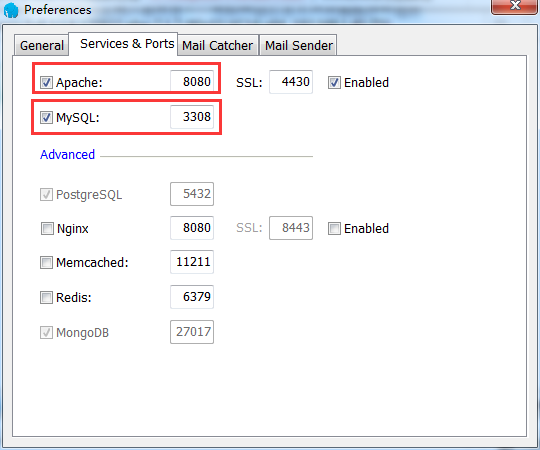 Preferences
General Services & Ports Mail Catcher Mail Sender
Apache: 8080 SSL: 4430 Enabled
MySQL: 3308
Advanced
PostgreSQL 5432
Nginx 8080 SSL: 8443 Enabled
Memcached: 11211
Redis: 6379
MongoDB 27017